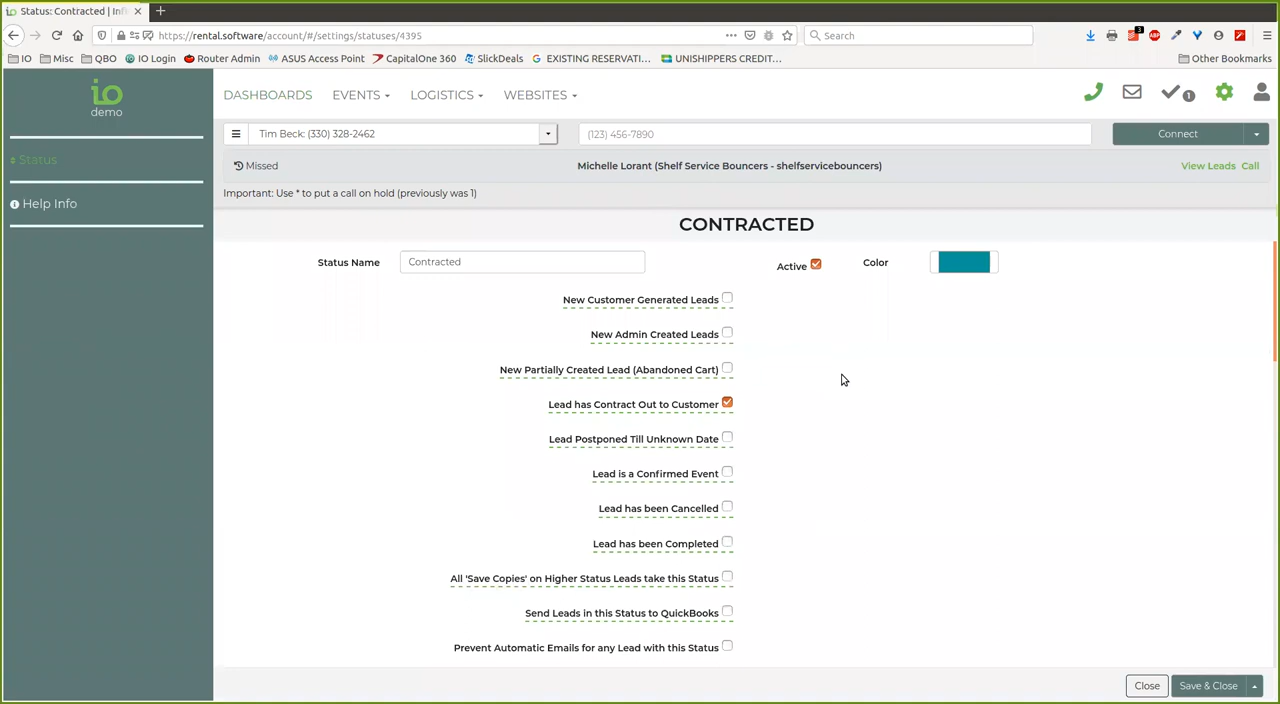 Status: Contracted | Infl
https://rental.software/account/#/settings/statuses/4395
Search
3
ABP
IO
Misc
QBO
IO Login
Router Admin
ASUS Access Point
CapitalOne 360
SlickDeals
EXISTING RESERVATI...
UNISHIPPERS CREDIT...
Other Bookmarks
io
demo
Status
Help Info
DASHBOARDS
EVENTS
LOGISTICS
WEBSITES
1
Tim Beck: (330) 328-2462
(123) 456-7890
Connect
Missed
Michelle Lorant (Shelf Service Bouncers - shelfservicebouncers)
View Leads Call
Important: Use * to put a call on hold (previously was 1)
CONTRACTED
Status Name
Contracted
Active
Color
New Customer Generated Leads
New Admin Created Leads
New Partially Created Lead (Abandoned Cart)
Lead has Contract Out to Customer
Lead Postponed Till Unknown Date
Lead is a Confirmed Event
Lead has been Cancelled
Lead has been Completed
All 'Save Copies' on Higher Status Leads take this Status
Send Leads in this Status to QuickBooks
Prevent Automatic Emails for any Lead with this Status
Close
Save & Close